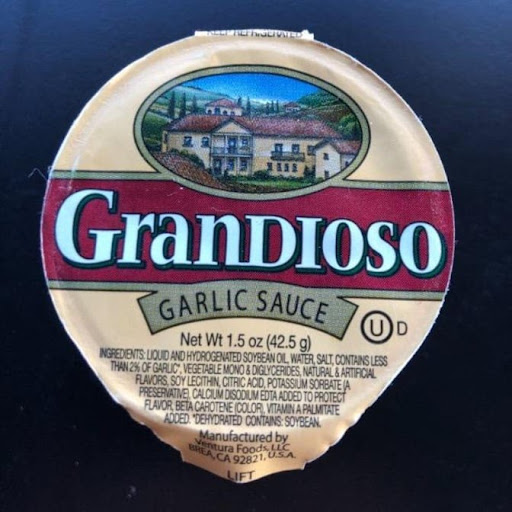 KEEP REFRIGERATED
GRANDIOSO
GARLIC SAUCE
Net Wt 1.5 oz (42.5 g)
U D
INGREDIENTS: LIQUID AND HYDROGENATED SOYBEAN OIL, WATER, SALT, CONTAINS LESS
THAN 2% OF GARLIC*, VEGETABLE MONO & DIGLYCERIDES, NATURAL & ARTIFICIAL
FLAVORS, SOY LECITHIN, CITRIC ACID, POTASSIUM SORBATE (A
PRESERVATIVE), CALCIUM DISODIUM EDTA ADDED TO PROTECT
FLAVOR, BETA CAROTENE (COLOR), VITAMIN A PALMITATE
ADDED. *DEHYDRATED CONTAINS: SOYBEAN.
Manufactured by
Ventura Foods, LLC
BREA, CA 92821, U.S.A.
LIFT